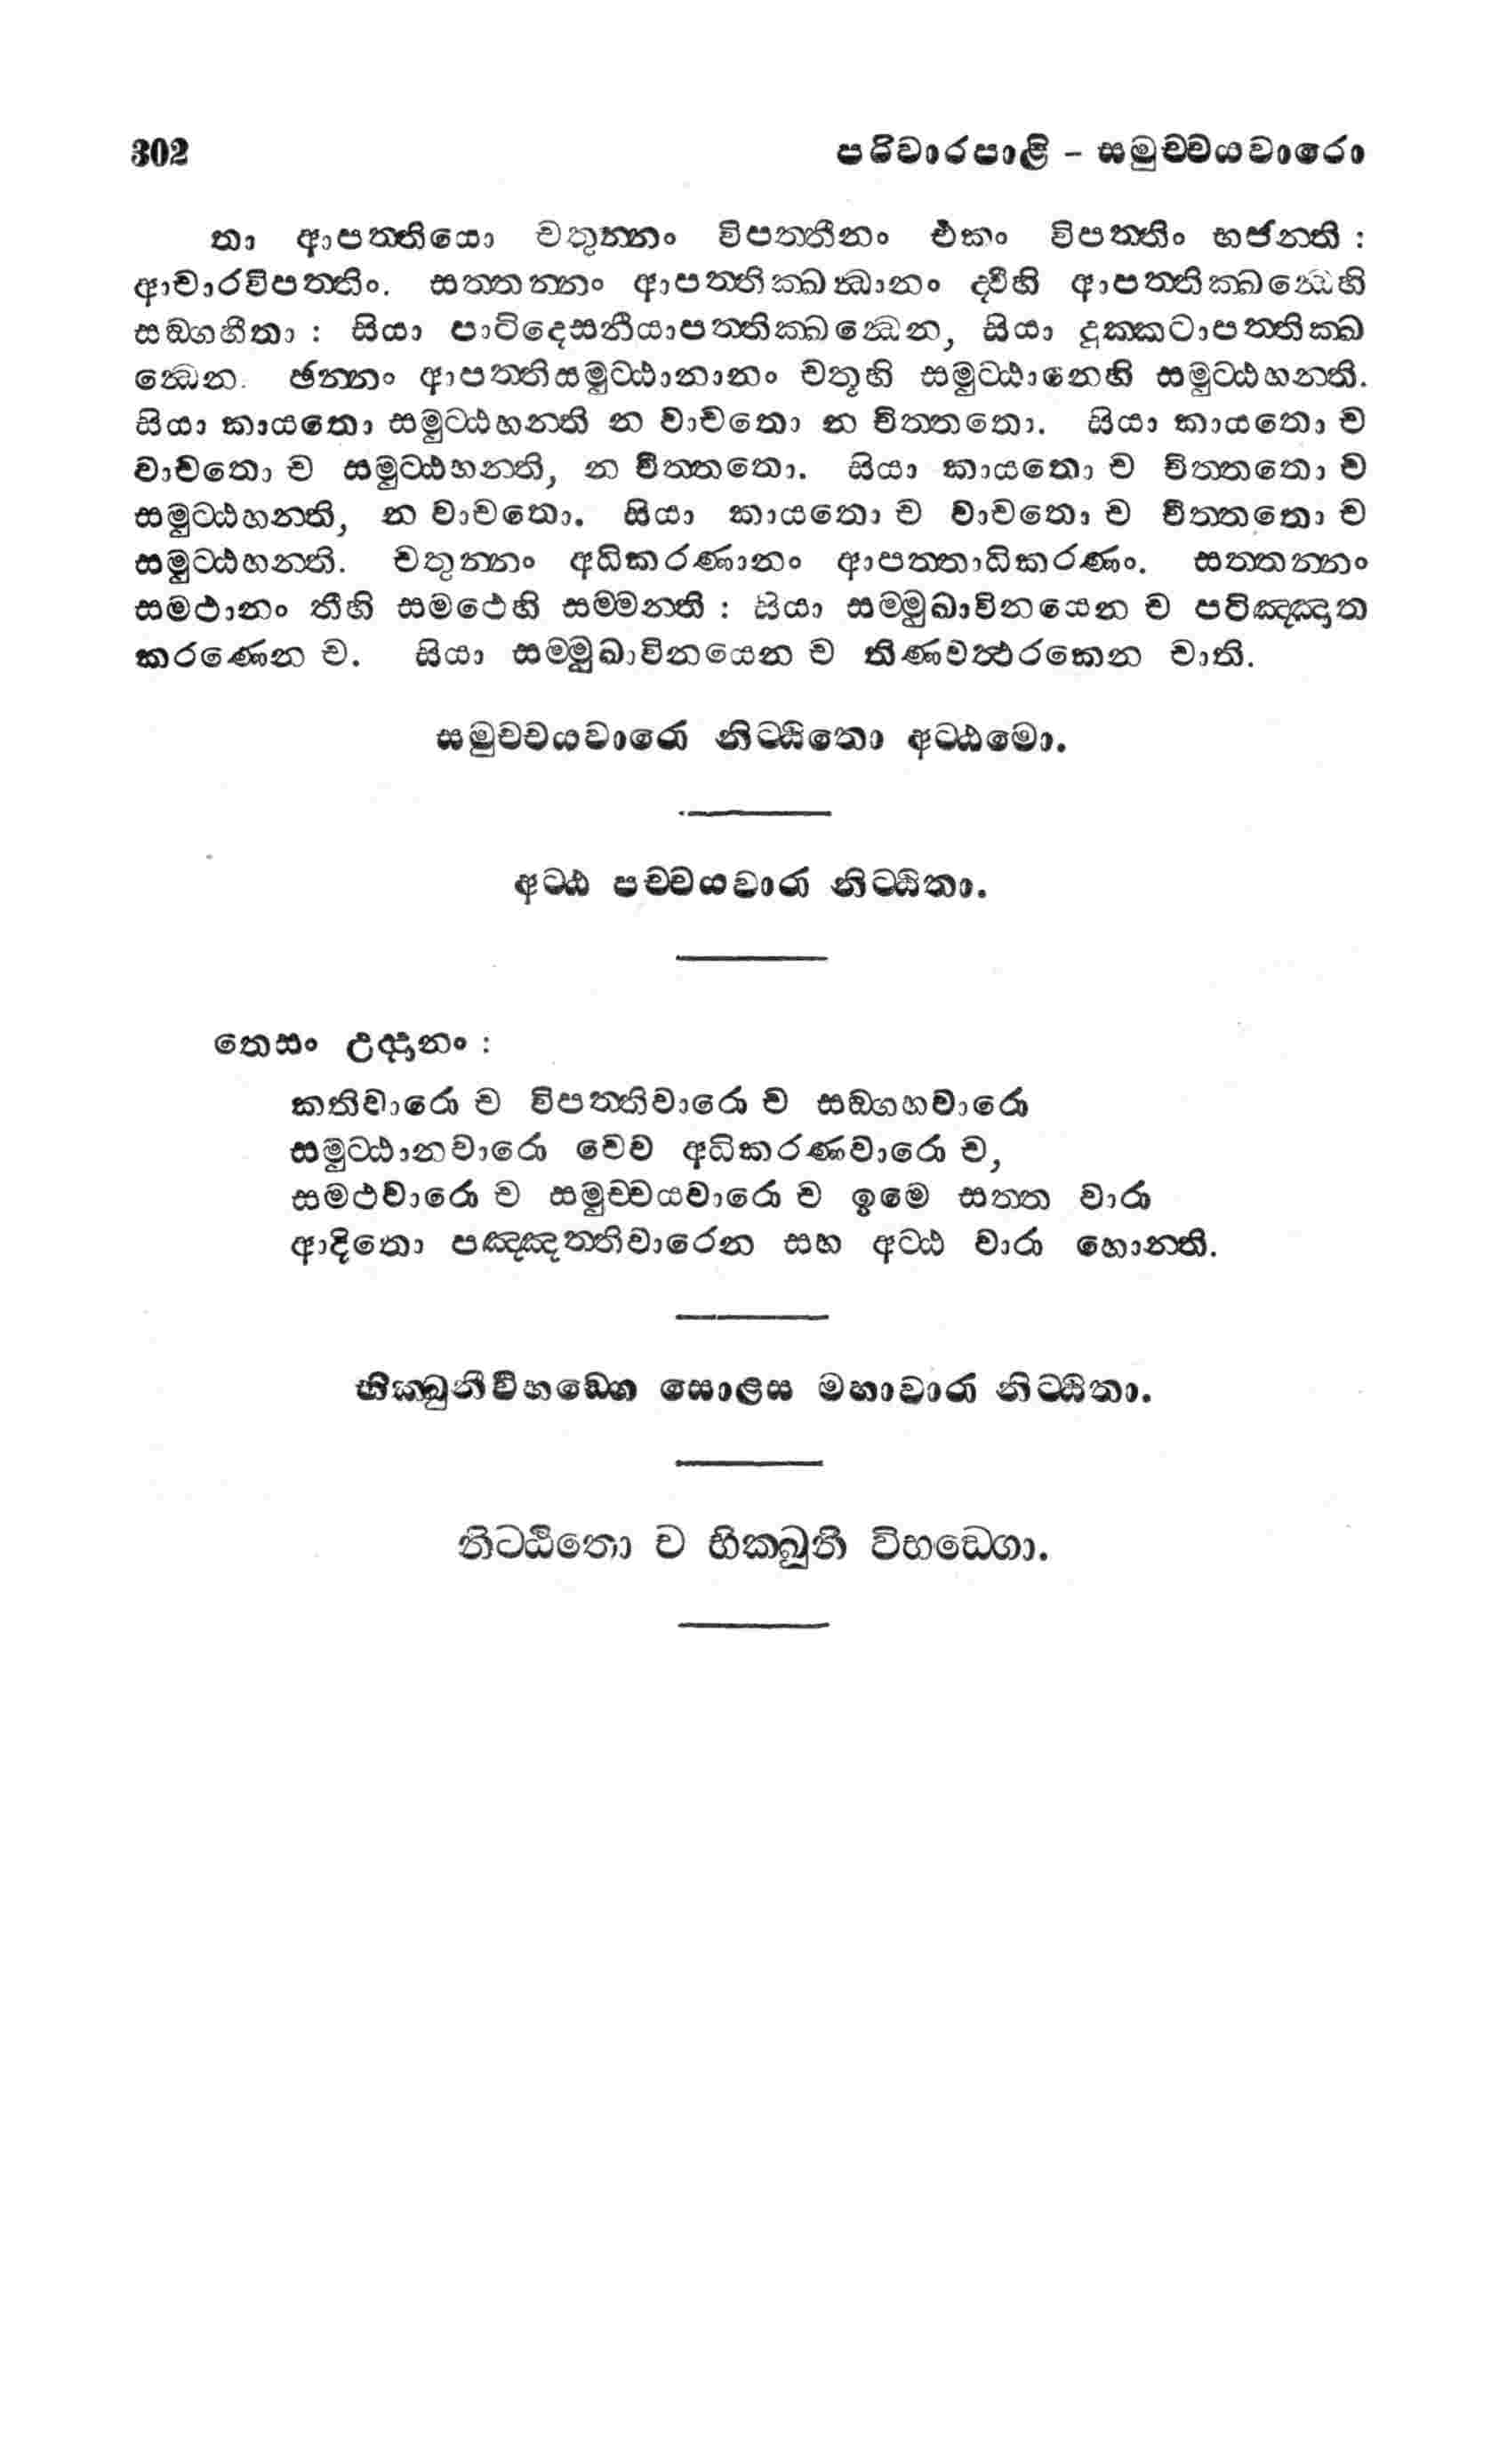 302 පරිවාරපාළි – සමුච්චයවාරො
තා ආපත්තියො චතුන්නං විපත්තීනං එකං විපත්තිං භජන්ති :
ආචාරවිපත්තිං. සත්තන්නං ආපත්තික්ඛන්ධානං ද්වීහි ආපත්තික්ඛන්ධෙහි
සඞ්ගහීතා : සියා පාටිදෙසනීයාපත්තික්ඛන්ධෙන, සියා දුක්කටාපත්තික්ඛ
න්ධෙන. ඡන්නං ආපත්තිසමුට්ඨානානං චතූහි සමුට්ඨානෙහි සමුට්ඨහන්ති.
සියා කායතො සමුට්ඨහන්ති න වාචතො න චිත්තතො. සියා කායතො ච
වාචතො ච සමුට්ඨහන්ති, න චිත්තතො. සියා කායතො ච චිත්තතො ච
සමුට්ඨහන්ති, න වාචතො. සියා කායතො ච වාචතො ච චිත්තතො ච
සමුට්ඨහන්ති. චතුන්නං අධිකරණානං ආපත්තාධිකරණං. සත්තන්නං
සමථානං තීහි සමථෙහි සම්මන්ති : සියා සම්මුඛාවිනයෙන ච පටිඤ්ඤාත
කරණෙන ච. සියා සම්මුඛාවිනයෙන ච තිණවත්ථාරකෙන චාති.
සමුච්චයවාරො නිට්ඨිතො අට්ඨමො.
අට්ඨ පච්චයවාරා නිට්ඨිතා.
තෙසං උද්දානං :
කතිවාරො ච විපත්තිවාරො ච සඞ්ගහවාරො
සමුට්ඨානවාරො චෙව අධිකරණවාරො ච,
සමථවාරො ච සමුච්චයවාරො ච ඉමෙ සත්ත වාරා
ආදිතො පඤ්ඤත්තිවාරෙන සහ අට්ඨ වාරා හොන්ති.
භික්ඛුනීවිභඞ්ගෙ සොළස මහාවාරා නිට්ඨිතා.
නිට්ඨිතො ච භික්ඛුනී විභඞ්ගො.